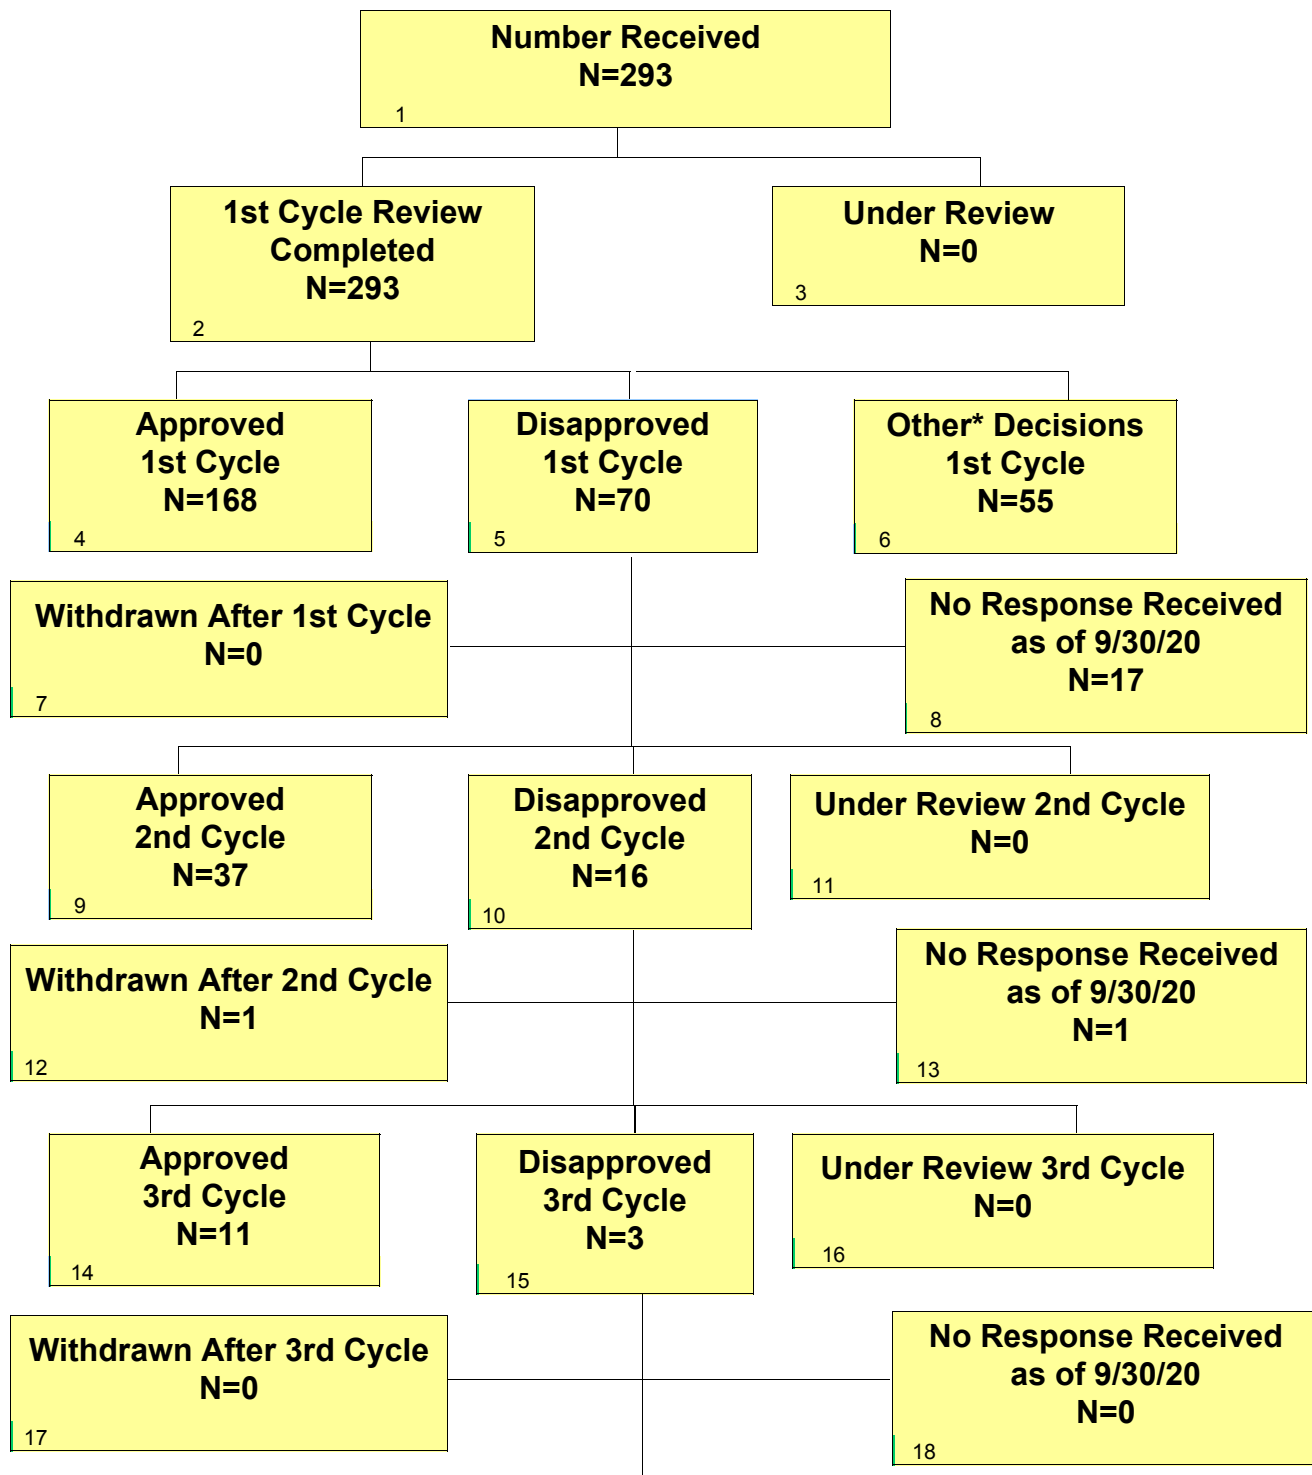 Number Received
N=293
1
1st Cycle Review
Completed
N=293
2
Under Review
N=0
3
Approved
1st Cycle
N=168
4
Disapproved
1st Cycle
N=70
5
Other* Decisions
1st Cycle
N=55
6
Withdrawn After 1st Cycle
N=0
7
No Response Received
as of 9/30/20
N=17
8
Approved
2nd Cycle
N=37
9
Disapproved
2nd Cycle
N=16
10
Under Review 2nd Cycle
N=0
11
Withdrawn After 2nd Cycle
N=1
12
No Response Received
as of 9/30/20
N=1
13
Approved
3rd Cycle
N=11
14
Disapproved
3rd Cycle
N=3
15
Under Review 3rd Cycle
N=0
16
Withdrawn After 3rd Cycle
N=0
17
No Response Received
as of 9/30/20
N=0
18